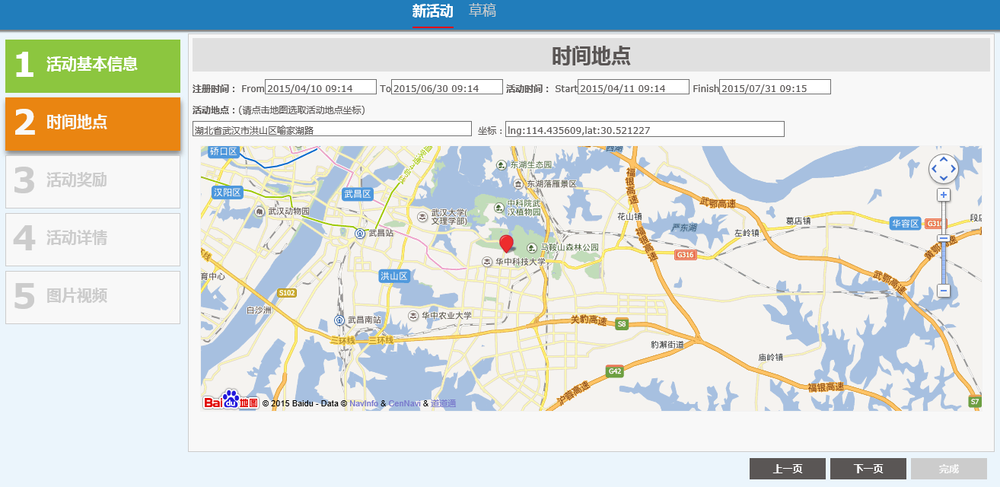 新活动 草稿
1 活动基本信息
2 时间地点
3 活动奖励
4 活动详情
5 图片视频
时间地点
注册时间： From 2015/04/10 09:14 To 2015/06/30 09:14 活动时间： Start 2015/04/11 09:14 Finish 2015/07/31 09:15
活动地点：(请点击地图选取活动地点坐标)
湖北省武汉市洪山区喻家湖路 坐标： lng:114.435609,lat:30.521227
硚口区
东湖生态园
福银高速
汉阳区
武昌区
东湖落雁景区
武汉动物园
武汉大学(
文理学部)
中科院武
汉植物园
武鄂高速
花山镇
葛店镇
华容区
G316
武昌站
严东湖
左岭镇
福银高速
马鞍山森林公园
黄鄂高速
华中科技大学
G316
洪山区
育中心
武鄂高速
S102
白沙洲
武昌南站
华中农业大学
关豹高速
S8
三环线
三环线
豹澥街道
庙岭镇
G42
沪蓉高速
福银高速
S7
Bai地图 © 2015 Baidu - Data © NavInfo & CenNavi & 道道通
上一页 下一页 完成